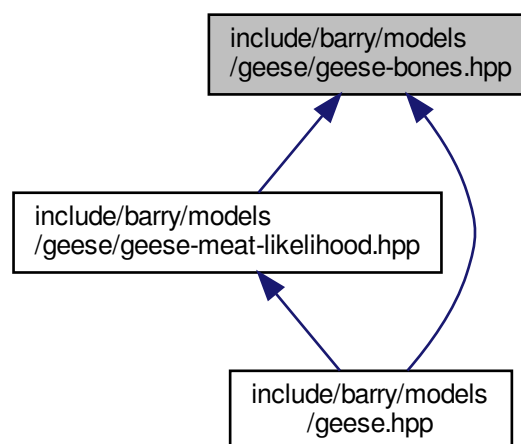 include/barry/models
/geese/geese-bones.hpp
include/barry/models
/geese/geese-meat-likelihood.hpp
include/barry/models
/geese.hpp